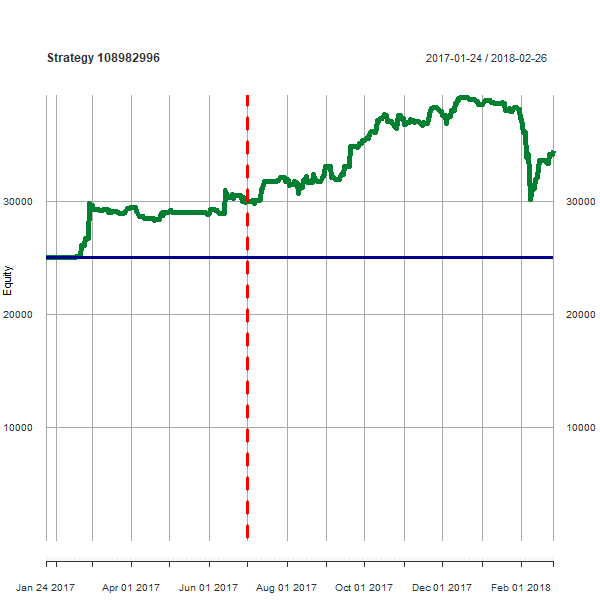 Strategy 108982996 2017-01-24 / 2018-02-26
30000 30000
Equity
20000 20000
10000 10000
Jan 24 2017 Apr 01 2017 Jun 01 2017 Aug 01 2017 Oct 01 2017 Dec 01 2017 Feb 01 2018